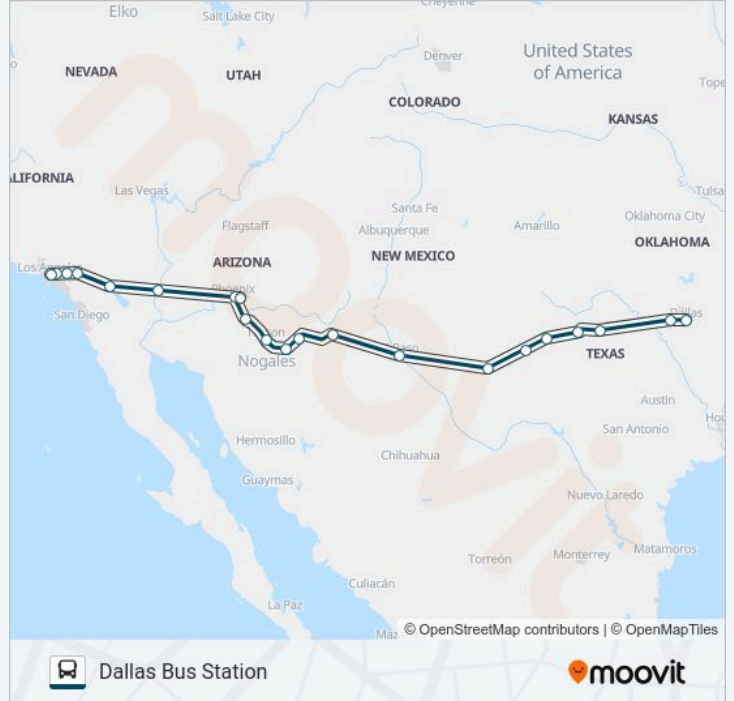 Cheyenne
Elko
Salt Lake City
United States
of America
Denver
NEVADA
UTAH
Tope
COLORADO
KANSAS
ALIFORNIA
Las Vegas
Tulsa
Santa Fe
Oklahoma City
Flagstaff
Albuquerque
Amarillo
OKLAHOMA
ARIZONA
NEW MEXICO
Los Angeles
Phoenix
San Diego
Dallas
Nogales
TEXAS
Austin
Hou
San Antonio
Hermosillo
Chihuahua
Guaymas
Nuevo Laredo
Torreón
Monterrey
Matamoros
Culiacán
La Paz
Maz
© OpenStreetMap contributors | © OpenMapTiles
moovit
Dallas Bus Station
moovit